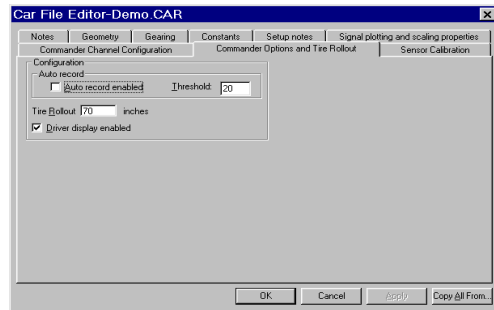 Car File Editor-Demo.CAR
Notes Geometry Gearing Constants Setup notes Signal plotting and scaling properties
Commander Channel Configuration Commander Options and Tire Rollout Sensor Calibration
Configuration
Auto record
Auto record enabled Threshold: 20
Tire Rollout 70 inches
Driver display enabled
OK Cancel Apply Copy All From...